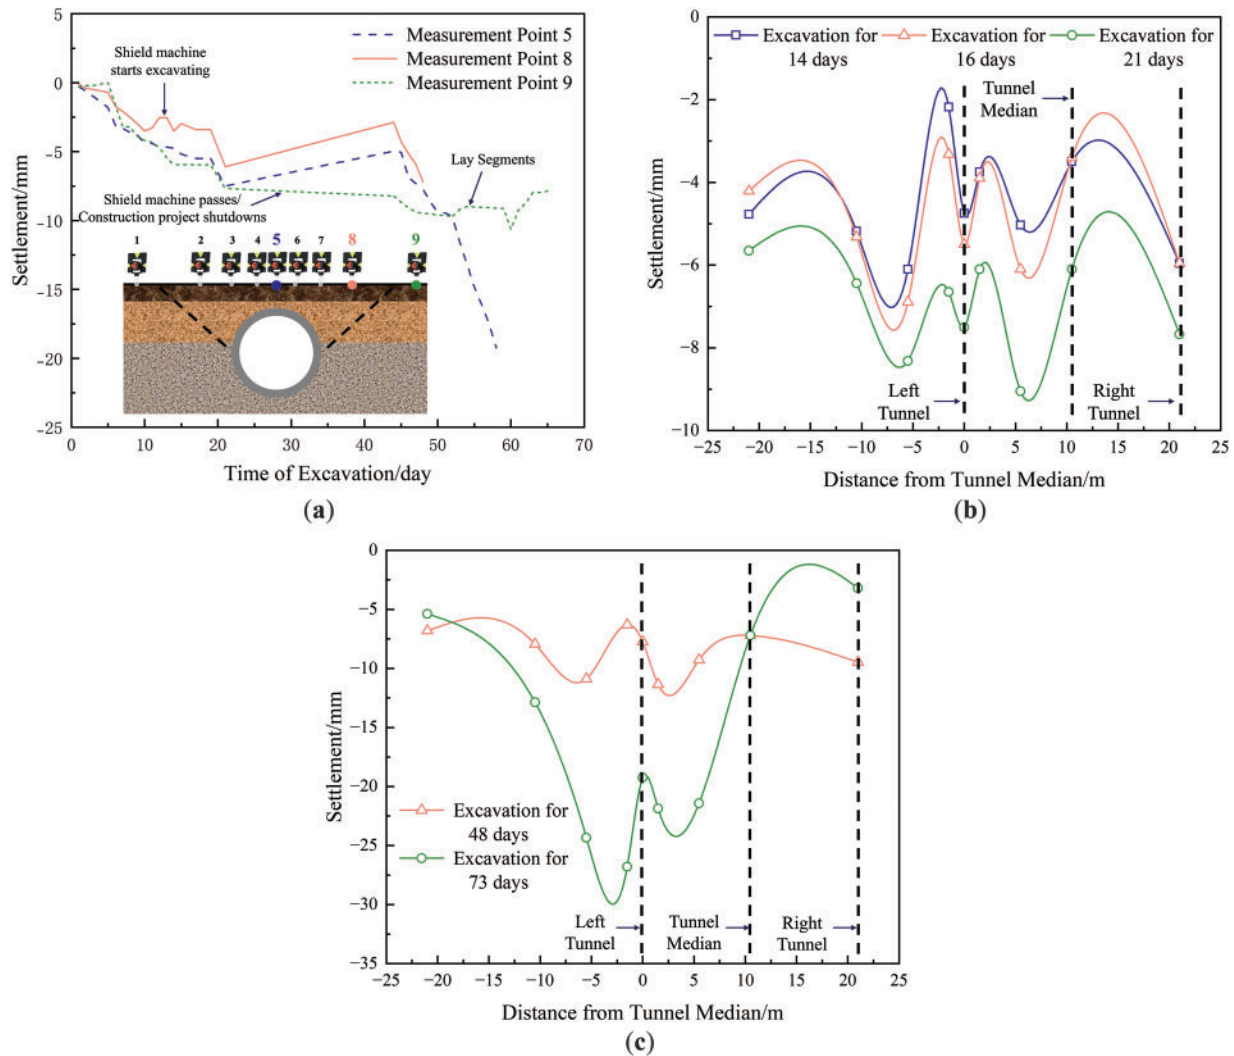 5
0
-5
-10
-15
-20
-25
0
10
20
30
40
50
60
70
Settlement/mm
Time of Excavation/day
Measurement Point 5
Measurement Point 8
Measurement Point 9
Shield machine
starts excavating
Lay Segments
Shield machine passes/
Construction project shutdowns
1
2
3
4
5
6
7
8
9
(a)
0
−2
−4
−6
−8
−10
−25
−20
−15
−10
−5
0
5
10
15
20
25
Settlement/mm
Distance from Tunnel Median/m
Excavation for
14 days
Excavation for
16 days
Excavation for
21 days
Tunnel
Median
Left
Tunnel
Right
Tunnel
(b)
0
−5
−10
−15
−20
−25
−30
−35
−25
−20
−15
−10
−5
0
5
10
15
20
25
Settlement/mm
Distance from Tunnel Median/m
Excavation for
48 days
Excavation for
73 days
Left
Tunnel
Tunnel
Median
Right
Tunnel
(c)